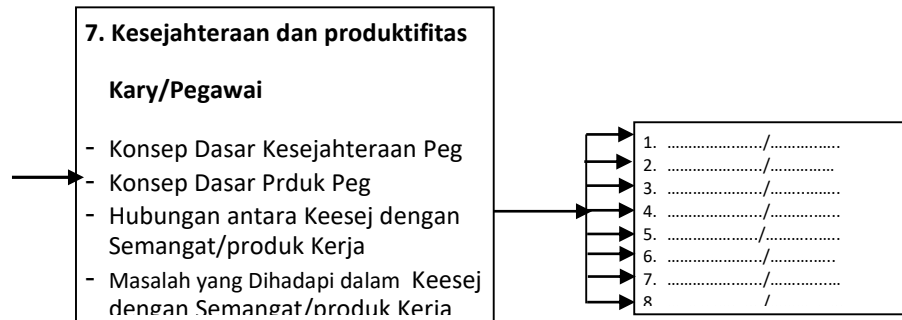 7. Kesejahteraan dan produktifitas
Kary/Pegawai
- Konsep Dasar Kesejahteraan Peg
- Konsep Dasar Prduk Peg
- Hubungan antara Keesej dengan
Semangat/produk Kerja
- Masalah yang Dihadapi dalam Keesej
dengan Semangat/produk Kerja
1. ...................../................
2. ...................../..............
3. ...................../................
4. ...................../................
5. ...................../................
6. ...................../...............
7. ...................../................
8. ...................../................